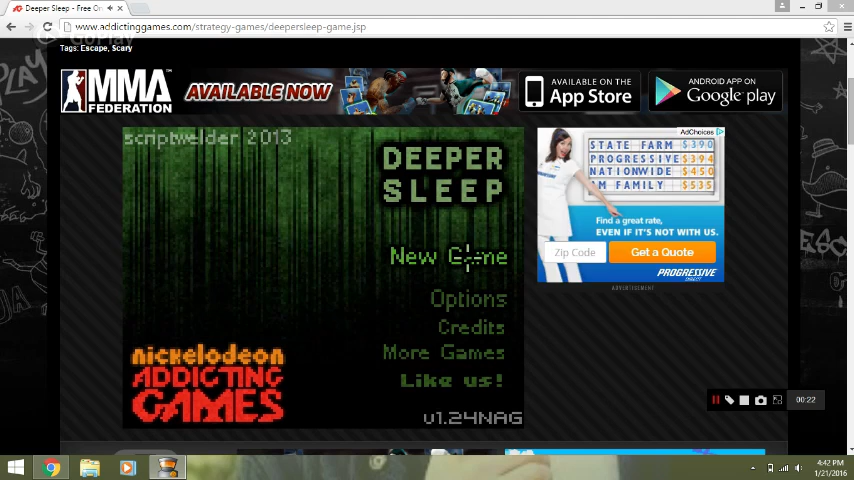 Deeper Sleep - Free On
www.addictinggames.com/strategy-games/deepersleep-game.jsp
GoPlay
Tags: Escape, Scary
MMA FEDERATION
AVAILABLE NOW
AVAILABLE ON THE
App Store
ANDROID APP ON
Google play
scriptwelder 2013
DEEPER
SLEEP
New Game
Options
Credits
More Games
Like us!
v1.24NAG
nickelodeon
ADDICTING
GAMES
AdChoices
STATE FARM $390
PROGRESSIVE $394
NATIONWIDE $450
AM FAMILY $535
Find a great rate,
EVEN IF IT'S NOT WITH US.
Zip Code
Get a Quote
PROGRESSIVE
DIRECT
ADVERTISEMENT
00:22
4:42 PM
1/21/2016